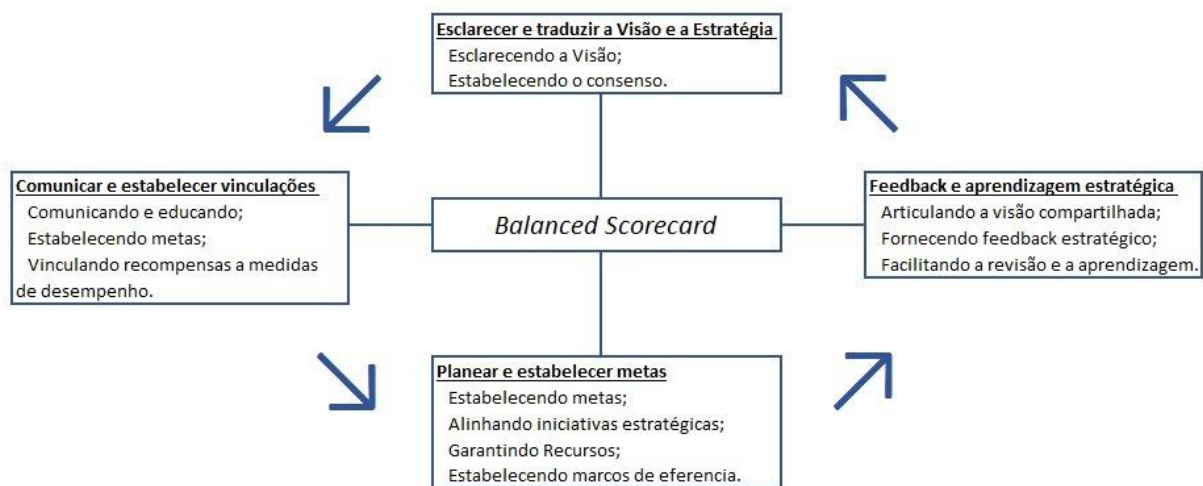 Esclarecer e traduzir a Visão e a Estratégia
Esclarecendo a Visão;
Estabelecendo o consenso.
Comunicar e estabelecer vinculações
Comunicando e educando;
Estabelecendo metas;
Vinculando recompensas a medidas
de desempenho.
Balanced Scorecard
Feedback e aprendizagem estratégica
Articulando a visão compartilhada;
Fornecendo feedback estratégico;
Facilitando a revisão e a aprendizagem.
Planear e estabelecer metas
Estabelecendo metas;
Alinhando iniciativas estratégicas;
Garantindo Recursos;
Estabelecendo marcos de eferencia.